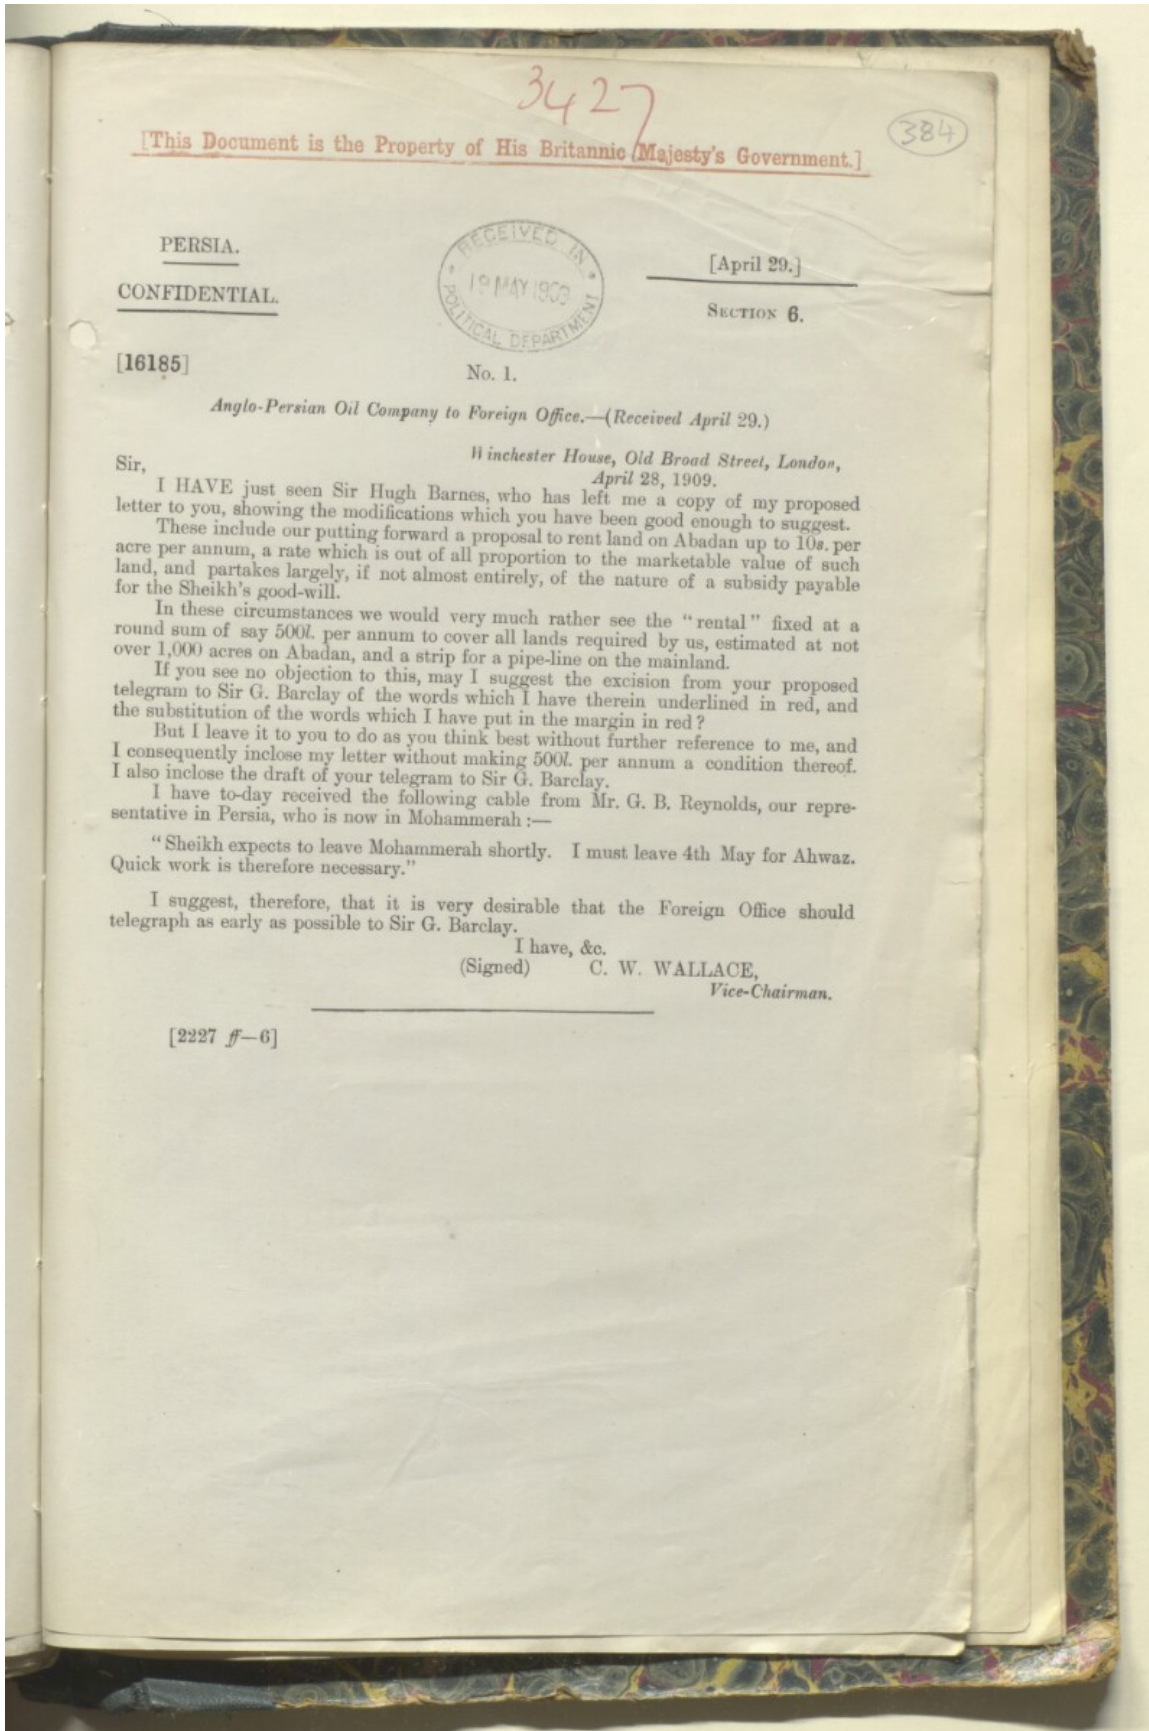 3427
384
[This Document is the Property of His Britannic Majesty's Government.]
PERSIA.
CONFIDENTIAL.
RECEIVED IN
19 MAY 1909
POLITICAL DEPARTMENT
[April 29.]
SECTION 6.
[16185]
No. 1.
Anglo-Persian Oil Company to Foreign Office.—(Received April 29.)
Winchester House, Old Broad Street, London,
Sir,
April 28, 1909.
I HAVE just seen Sir Hugh Barnes, who has left me a copy of my proposed
letter to you, showing the modifications which you have been good enough to suggest.
These include our putting forward a proposal to rent land on Abadan up to 10s. per
acre per annum, a rate which is out of all proportion to the marketable value of such
land, and partakes largely, if not almost entirely, of the nature of a subsidy payable
for the Sheikh's good-will.
In these circumstances we would very much rather see the "rental" fixed at a
round sum of say 500l. per annum to cover all lands required by us, estimated at not
over 1,000 acres on Abadan, and a strip for a pipe-line on the mainland.
If you see no objection to this, may I suggest the excision from your proposed
telegram to Sir G. Barclay of the words which I have therein underlined in red, and
the substitution of the words which I have put in the margin in red?
But I leave it to you to do as you think best without further reference to me, and
I consequently inclose my letter without making 500l. per annum a condition thereof.
I also inclose the draft of your telegram to Sir G. Barclay.
I have to-day received the following cable from Mr. G. B. Reynolds, our repre-
sentative in Persia, who is now in Mohammerah :—
"Sheikh expects to leave Mohammerah shortly. I must leave 4th May for Ahwaz.
Quick work is therefore necessary."
I suggest, therefore, that it is very desirable that the Foreign Office should
telegraph as early as possible to Sir G. Barclay.
I have, &c.
(Signed) C. W. WALLACE,
Vice-Chairman.
[2227 ff—6]